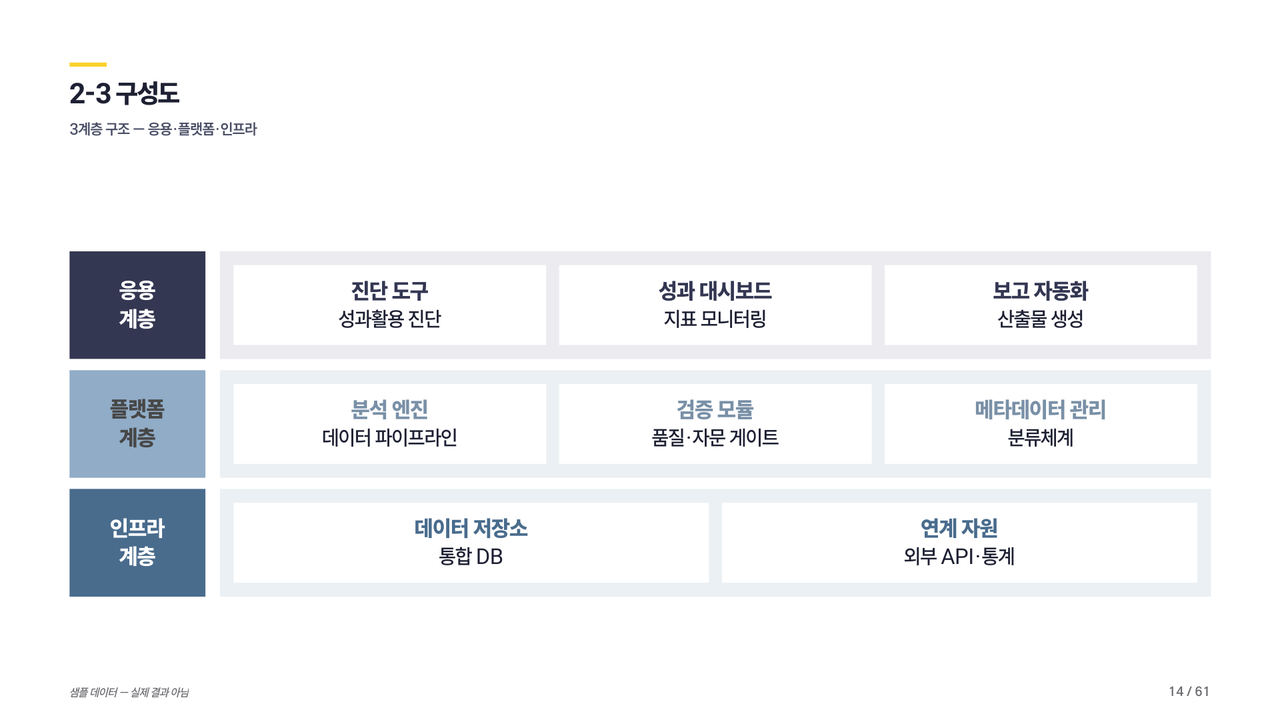 2-3 구성도
3계층 구조 — 응용·플랫폼·인프라
응용
계층
진단 도구
성과활용 진단
성과 대시보드
지표 모니터링
보고 자동화
산출물 생성
플랫폼
계층
분석 엔진
데이터 파이프라인
검증 모듈
품질·자문 게이트
메타데이터 관리
분류체계
인프라
계층
데이터 저장소
통합 DB
연계 자원
외부 API·통계
샘플 데이터 — 실제 결과 아님
14 / 61